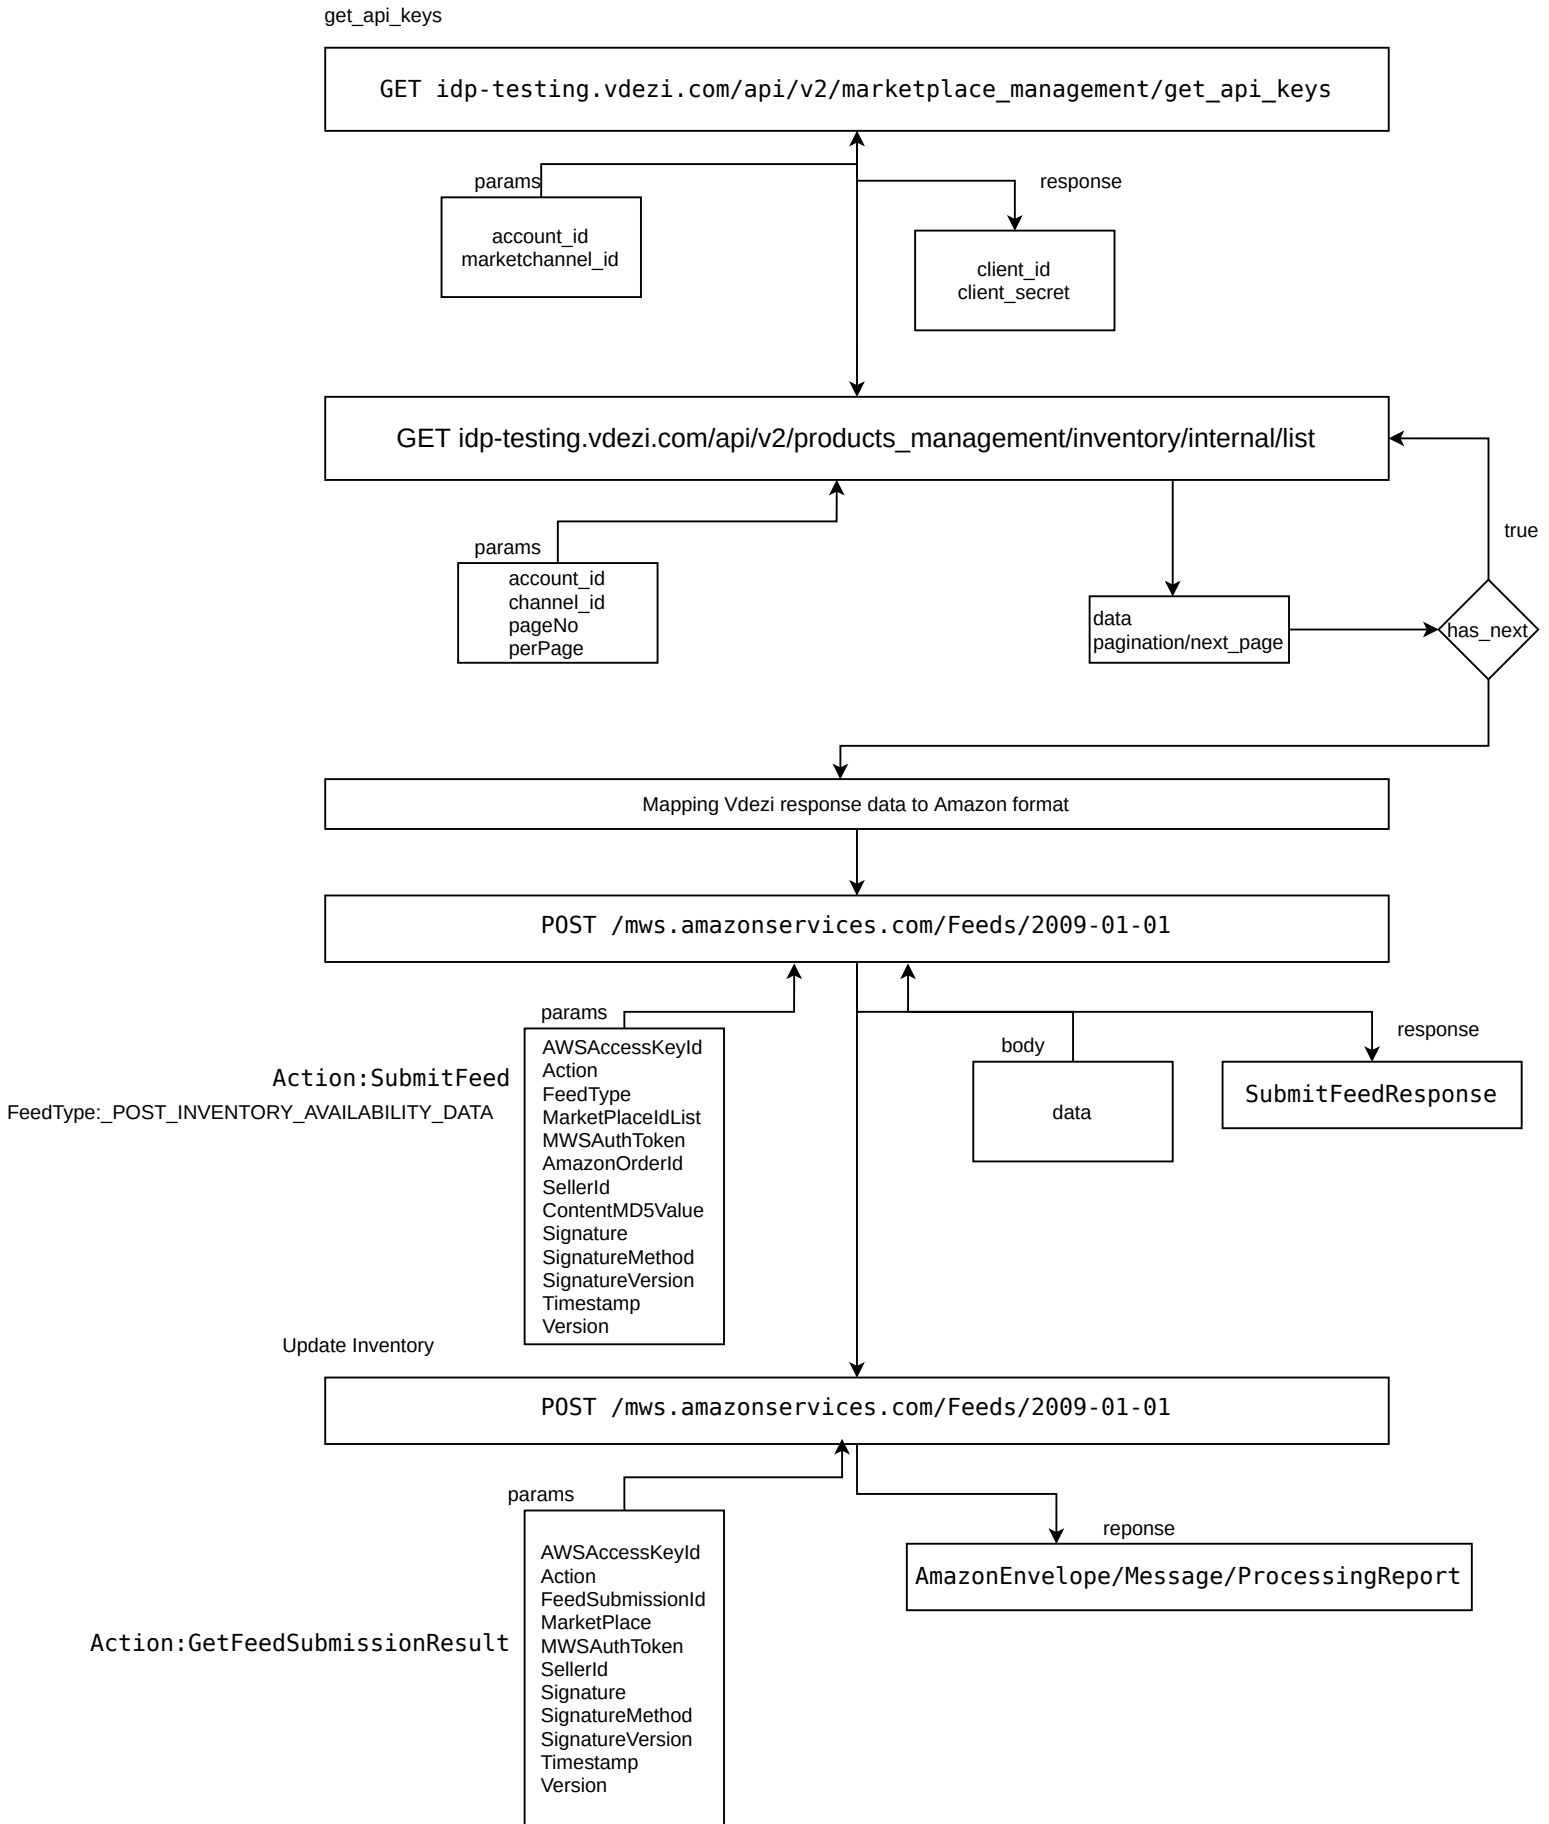 get_api_keys
GET idp-testing.vdezi.com/api/v2/marketplace_management/get_api_keys
params
response
account_id
marketchannel_id
client_id
client_secret
GET idp-testing.vdezi.com/api/v2/products_management/inventory/internal/list
true
params
account_id
channel_id
pageNo
perPage
data
pagination/next_page
has_next
Mapping Vdezi response data to Amazon format
POST /mws.amazonservices.com/Feeds/2009-01-01
params
body
response
Action:SubmitFeed
FeedType:_POST_INVENTORY_AVAILABILITY_DATA
AWSAccessKeyId
Action
FeedType
MarketPlaceIdList
MWSAuthToken
AmazonOrderId
SellerId
ContentMD5Value
Signature
SignatureMethod
SignatureVersion
Timestamp
Version
data
SubmitFeedResponse
Update Inventory
POST /mws.amazonservices.com/Feeds/2009-01-01
params
reponse
AmazonEnvelope/Message/ProcessingReport
Action:GetFeedSubmissionResult
AWSAccessKeyId
Action
FeedSubmissionId
MarketPlace
MWSAuthToken
SellerId
Signature
SignatureMethod
SignatureVersion
Timestamp
Version